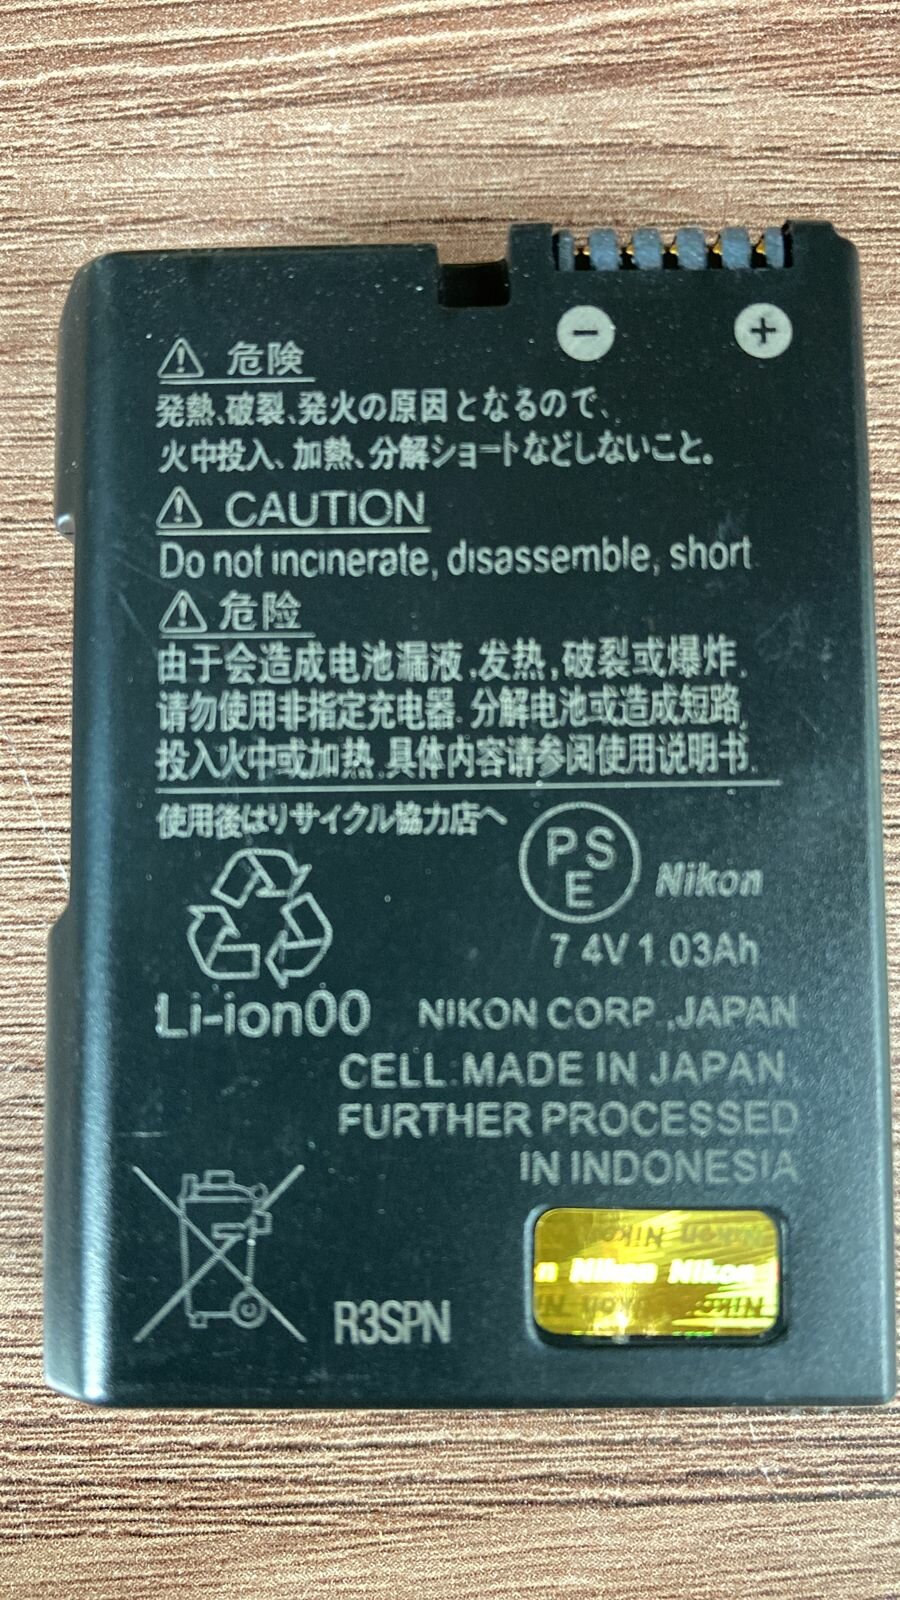 − +
⚠ 危険
発熱、破裂、発火の原因となるので、
火中投入、加熱、分解ショートなどしないこと。
⚠ CAUTION
Do not incinerate, disassemble, short
⚠ 危险
由于会造成电池漏液,发热,破裂或爆炸.
请勿使用非指定充电器.分解电池或造成短路,
投入火中或加热.具体内容请参阅使用说明书.
使用後はリサイクル協力店へ
PS
E
Nikon
7 4V 1.03Ah
Li-ion00
NIKON CORP .,JAPAN
CELL:MADE IN JAPAN
FURTHER PROCESSED
IN INDONESIA
R3SPN
Nikon Nikon
n Nikon Nikon
Nikon Nikon